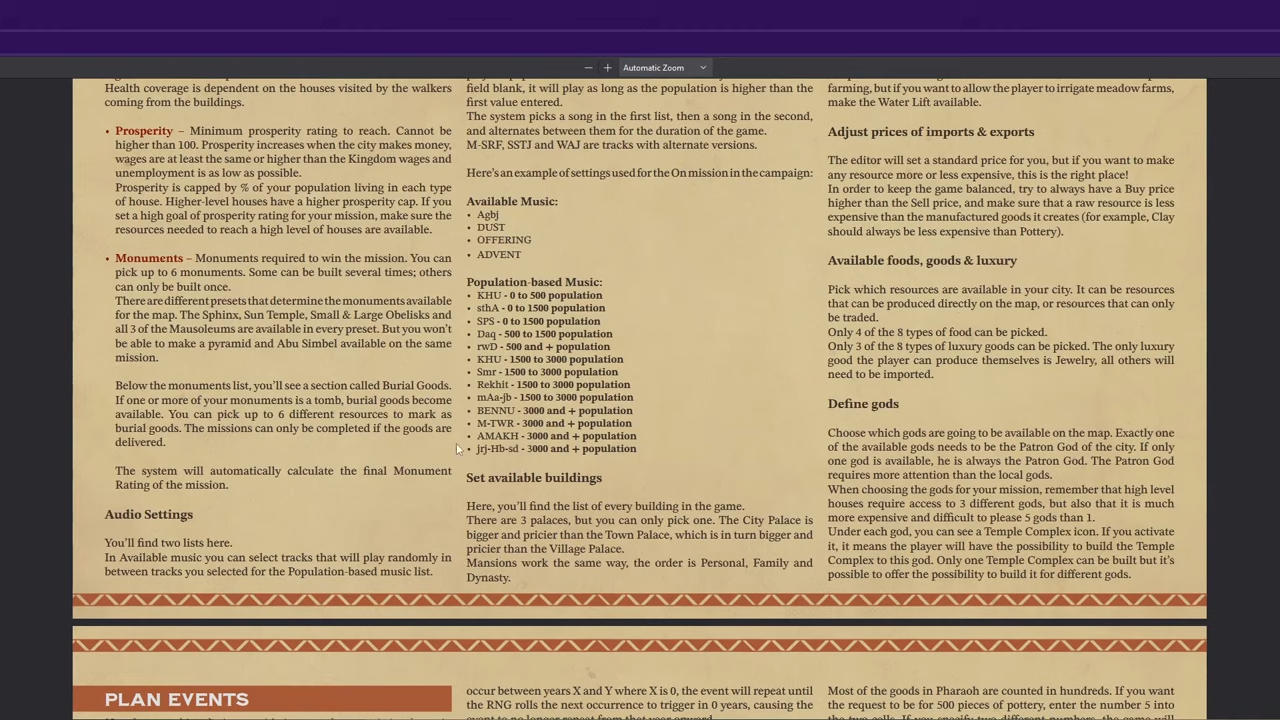 Automatic Zoom
Health coverage is dependent on the houses visited by the walkers
coming from the buildings.
• Prosperity – Minimum prosperity rating to reach. Cannot be
higher than 100. Prosperity increases when the city makes money,
wages are at least the same or higher than the Kingdom wages and
unemployment is as low as possible.
Prosperity is capped by % of your population living in each type
of house. Higher-level houses have a higher prosperity cap. If you
set a high goal of prosperity rating for your mission, make sure the
resources needed to reach a high level of houses are available.
• Monuments – Monuments required to win the mission. You can
pick up to 6 monuments. Some can be built several times; others
can only be built once.
There are different presets that determine the monuments available
for the map. The Sphinx, Sun Temple, Small & Large Obelisks and
all 3 of the Mausoleums are available in every preset. But you won't
be able to make a pyramid and Abu Simbel available on the same
mission.
Below the monuments list, you'll see a section called Burial Goods.
If one or more of your monuments is a tomb, burial goods become
available. You can pick up to 6 different resources to mark as
burial goods. The missions can only be completed if the goods are
delivered.
The system will automatically calculate the final Monument
Rating of the mission.
Audio Settings
You'll find two lists here.
In Available music you can select tracks that will play randomly in
between tracks you selected for the Population-based music list.
field blank, it will play as long as the population is higher than the
first value entered.
The system picks a song in the first list, then a song in the second,
and alternates between them for the duration of the game.
M-SRF, SSTJ and WAJ are tracks with alternate versions.
Here's an example of settings used for the On mission in the campaign:
Available Music:
• Agbj
• DUST
• OFFERING
• ADVENT
Population-based Music:
• KHU - 0 to 500 population
• sthA - 0 to 1500 population
• SPS - 0 to 1500 population
• Daq - 500 to 1500 population
• rwD - 500 and + population
• KHU - 1500 to 3000 population
• Smr - 1500 to 3000 population
• Rekhit - 1500 to 3000 population
• mAa-jb - 1500 to 3000 population
• BENNU - 3000 and + population
• M-TWR - 3000 and + population
• AMAKH - 3000 and + population
• jrj-Hb-sd - 3000 and + population
Set available buildings
Here, you'll find the list of every building in the game.
There are 3 palaces, but you can only pick one. The City Palace is
bigger and pricier than the Town Palace, which is in turn bigger and
pricier than the Village Palace.
Mansions work the same way, the order is Personal, Family and
Dynasty.
farming, but if you want to allow the player to irrigate meadow farms,
make the Water Lift available.
Adjust prices of imports & exports
The editor will set a standard price for you, but if you want to make
any resource more or less expensive, this is the right place!
In order to keep the game balanced, try to always have a Buy price
higher than the Sell price, and make sure that a raw resource is less
expensive than the manufactured goods it creates (for example, Clay
should always be less expensive than Pottery).
Available foods, goods & luxury
Pick which resources are available in your city. It can be resources
that can be produced directly on the map, or resources that can only
be traded.
Only 4 of the 8 types of food can be picked.
Only 3 of the 8 types of luxury goods can be picked. The only luxury
good the player can produce themselves is Jewelry, all others will
need to be imported.
Define gods
Choose which gods are going to be available on the map. Exactly one
of the available gods needs to be the Patron God of the city. If only
one god is available, he is always the Patron God. The Patron God
requires more attention than the local gods.
When choosing the gods for your mission, remember that high level
houses require access to 3 different gods, but also that it is much
more expensive and difficult to please 5 gods than 1.
Under each god, you can see a Temple Complex icon. If you activate
it, it means the player will have the possibility to build the Temple
Complex to this god. Only one Temple Complex can be built but it's
possible to offer the possibility to build it for different gods.
PLAN EVENTS
occur between years X and Y where X is 0, the event will repeat until
the RNG rolls the next occurrence to trigger in 0 years, causing the
Most of the goods in Pharaoh are counted in hundreds. If you want
the request to be for 500 pieces of pottery, enter the number 5 into